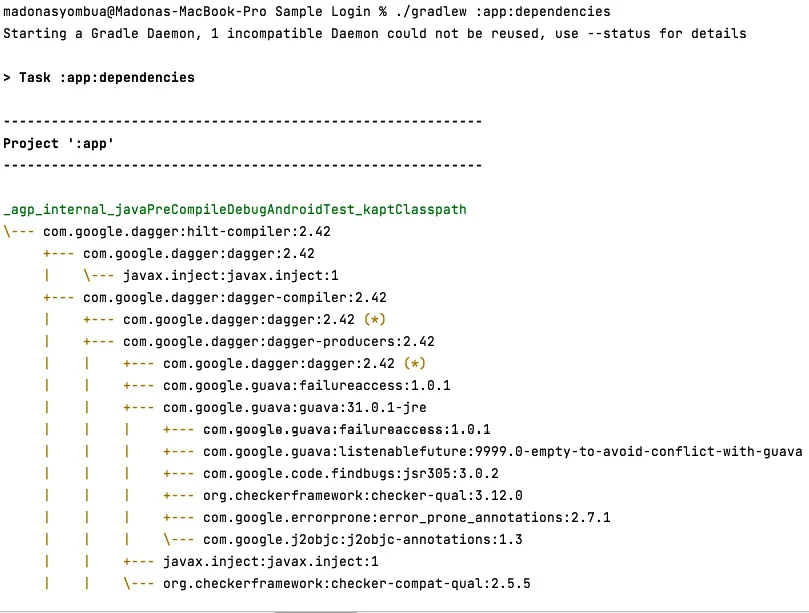 madonasyombua@Madonas-MacBook-Pro Sample Login % ./gradlew :app:dependencies
Starting a Gradle Daemon, 1 incompatible Daemon could not be reused, use --status for details
> Task :app:dependencies
------------------------------------------------------------
Project ':app'
------------------------------------------------------------
_agp_internal_javaPreCompileDebugAndroidTest_kaptClasspath
\--- com.google.dagger:hilt-compiler:2.42
     +--- com.google.dagger:dagger:2.42
     |    \--- javax.inject:javax.inject:1
     +--- com.google.dagger:dagger-compiler:2.42
     |    +--- com.google.dagger:dagger:2.42 (*)
     |    +--- com.google.dagger:dagger-producers:2.42
     |    |    +--- com.google.dagger:dagger:2.42 (*)
     |    |    +--- com.google.guava:failureaccess:1.0.1
     |    |    +--- com.google.guava:guava:31.0.1-jre
     |    |    |    +--- com.google.guava:failureaccess:1.0.1
     |    |    |    +--- com.google.guava:listenablefuture:9999.0-empty-to-avoid-conflict-with-guava
     |    |    |    +--- com.google.code.findbugs:jsr305:3.0.2
     |    |    |    +--- org.checkerframework:checker-qual:3.12.0
     |    |    |    +--- com.google.errorprone:error_prone_annotations:2.7.1
     |    |    |    \--- com.google.j2objc:j2objc-annotations:1.3
     |    |    +--- javax.inject:javax.inject:1
     |    |    \--- org.checkerframework:checker-compat-qual:2.5.5